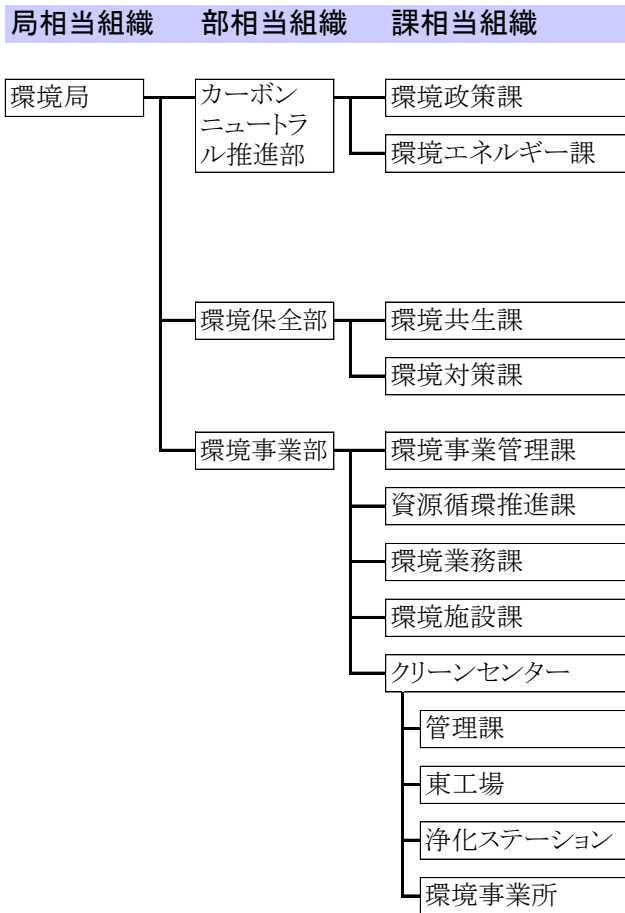 局相当組織 部相当組織 課相当組織
環境局
カーボン
ニュートラ
ル推進部
環境政策課
環境エネルギー課
環境保全部
環境共生課
環境対策課
環境事業部
環境事業管理課
資源循環推進課
環境業務課
環境施設課
クリーンセンター
管理課
東工場
浄化ステーション
環境事業所